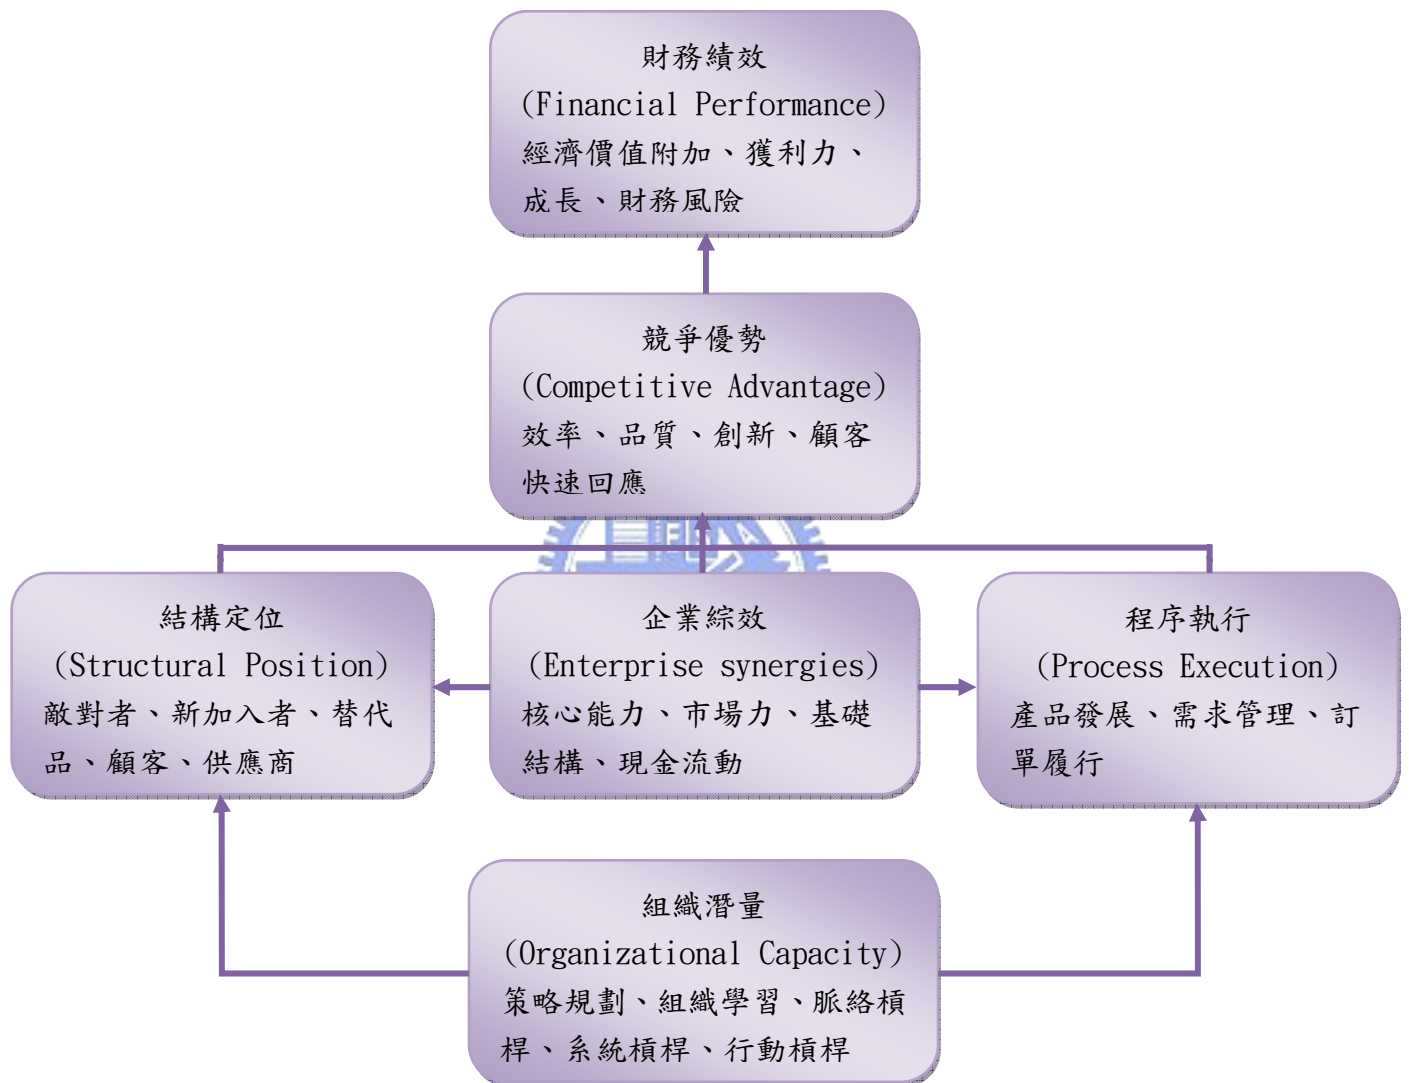 財務績效
(Financial Performance)
經濟價值附加、獲利力、
成長、財務風險
競爭優勢
(Competitive Advantage)
效率、品質、創新、顧客
快速回應
結構定位
(Structural Position)
敵對者、新加入者、替代
品、顧客、供應商
企業綜效
(Enterprise synergies)
核心能力、市場力、基礎
結構、現金流動
程序執行
(Process Execution)
產品發展、需求管理、訂
單履行
組織潛量
(Organizational Capacity)
策略規劃、組織學習、脈絡槓
桿、系統槓桿、行動槓桿